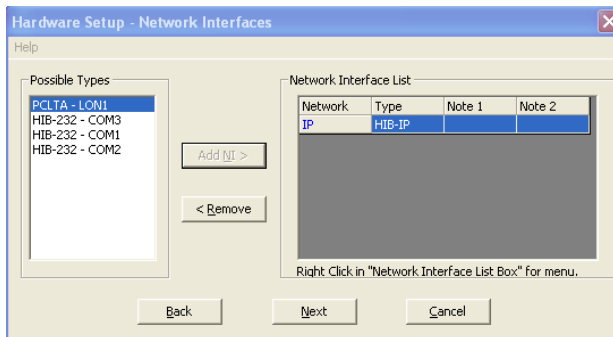 Hardware Setup - Network Interfaces
Help
Possible Types
PCLTA - LON1
HIB-232 - COM3
HIB-232 - COM1
HIB-232 - COM2
Add NI >
< Remove
Network Interface List
Network Type Note 1 Note 2
IP HIB-IP
Right Click in "Network Interface List Box" for menu.
Back Next Cancel